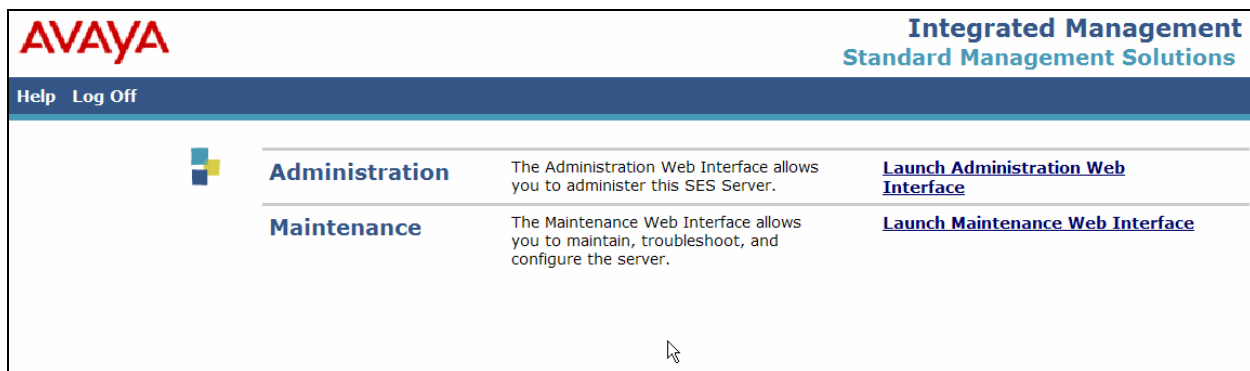 AVAYA
Integrated Management
Standard Management Solutions
Help Log Off
Administration
The Administration Web Interface allows
you to administer this SES Server.
Launch Administration Web
Interface
Maintenance
The Maintenance Web Interface allows
you to maintain, troubleshoot, and
configure the server.
Launch Maintenance Web Interface